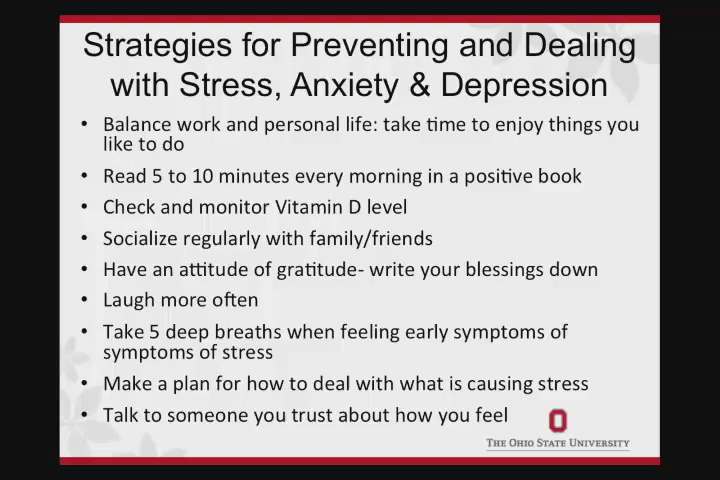 Strategies for Preventing and Dealing
with Stress, Anxiety & Depression
• Balance work and personal life: take time to enjoy things you
like to do
• Read 5 to 10 minutes every morning in a positive book
• Check and monitor Vitamin D level
• Socialize regularly with family/friends
• Have an attitude of gratitude- write your blessings down
• Laugh more often
• Take 5 deep breaths when feeling early symptoms of
symptoms of stress
• Make a plan for how to deal with what is causing stress
• Talk to someone you trust about how you feel
THE OHIO STATE UNIVERSITY